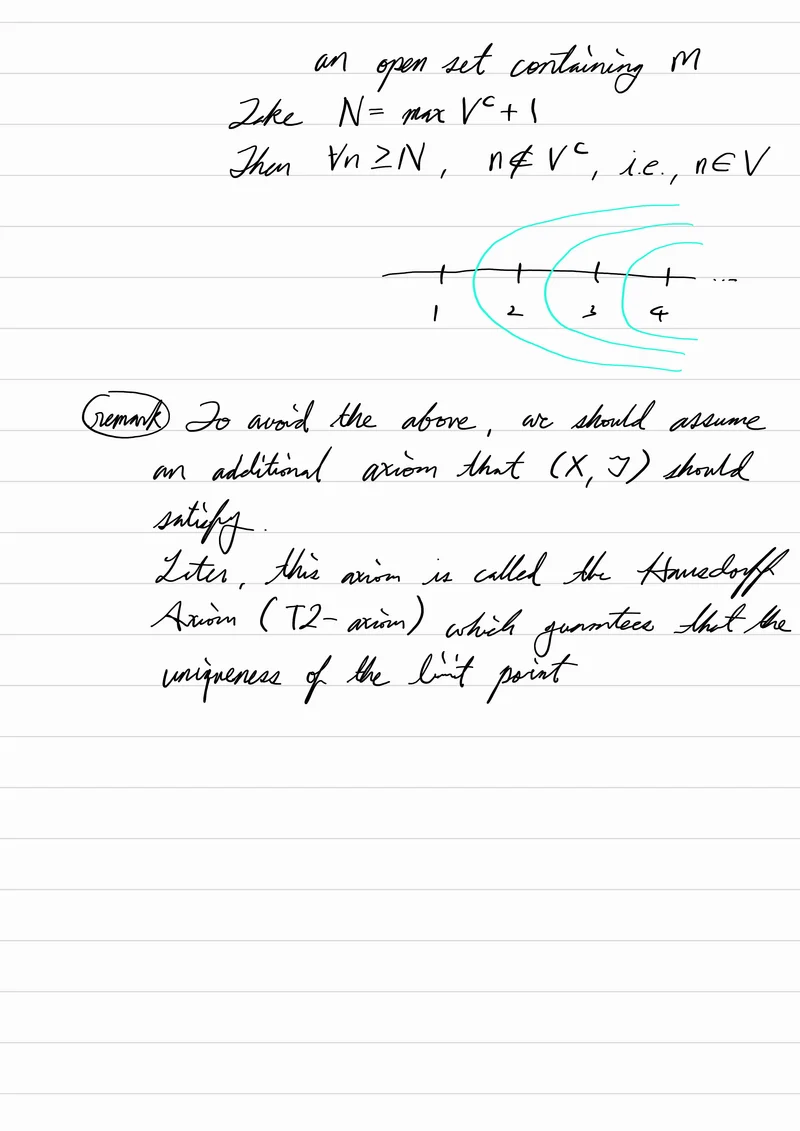 an open set containing m
Take N = max V^c + 1
Then ∀n ≥ N, n ∉ V^c, i.e., n ∈ V
1 2 3 4 ...
remark To avoid the above, we should assume
an additional axiom that (X, ℑ) should
satisfy.
Later, this axiom is called the Hausdorff
Axiom (T2-axiom) which guarantees that the
uniqueness of the limit point